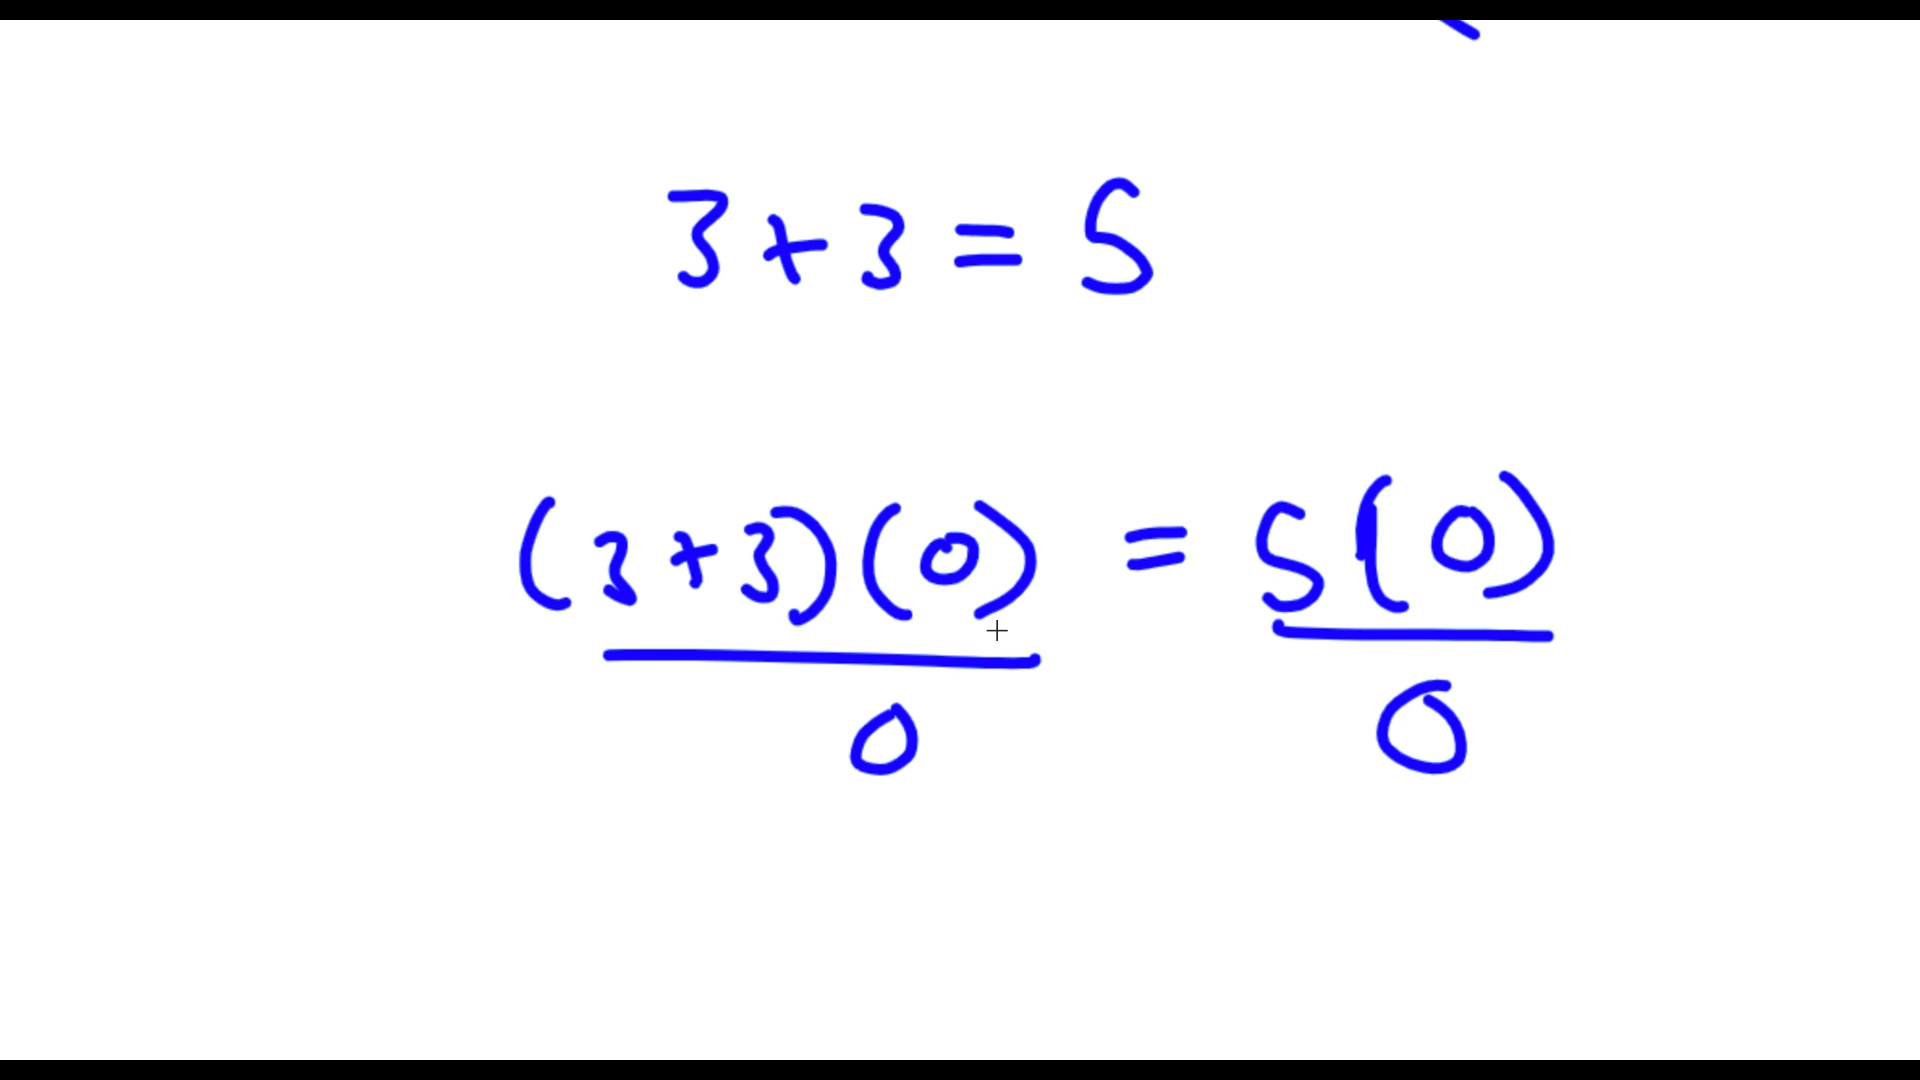 3+3=5
(3+3)(0) = 5(0)
0 0